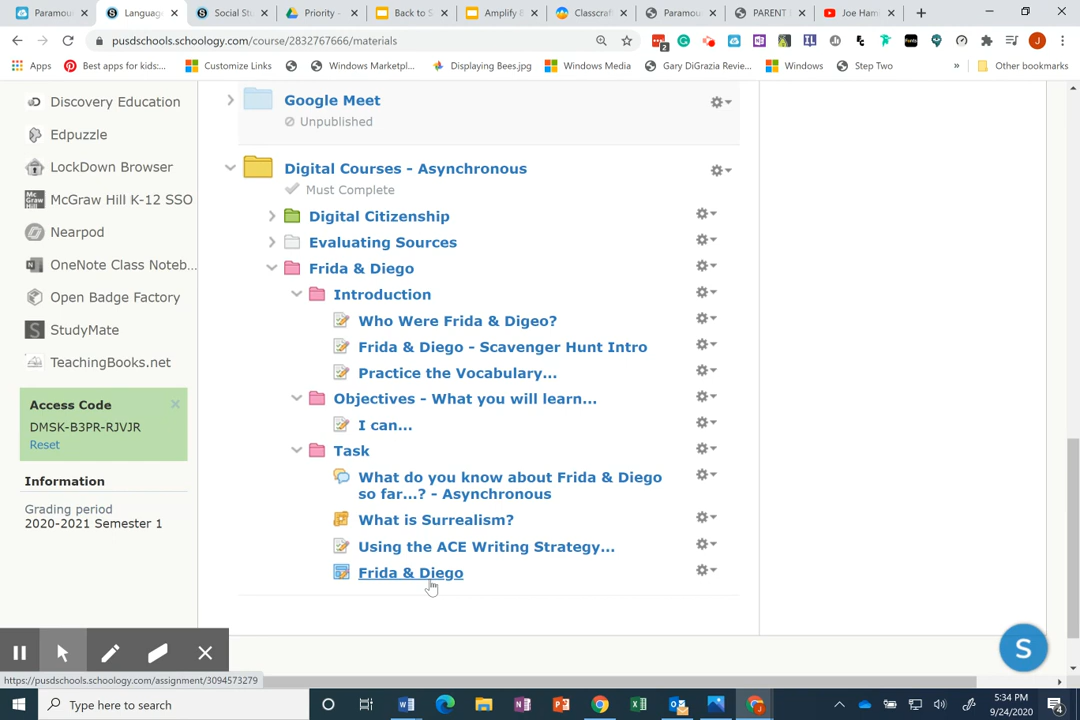 Paramou
Language
Social Stu
Priority -
Back to S
Amplify
Classcraf
Paramou
PARENT
Joe Ham
pusdschools.schoology.com/course/2832767666/materials
Apps
Best apps for kids:...
Customize Links
Windows Marketpl...
Displaying Bees.jpg
Windows Media
Gary DiGrazia Revie...
Windows
Step Two
»
Other bookmarks
Discovery Education
Edpuzzle
LockDown Browser
McGraw Hill K-12 SSO
Nearpod
OneNote Class Noteb...
Open Badge Factory
StudyMate
TeachingBooks.net
Access Code
DMSK-B3PR-RJVJR
Reset
Information
Grading period
2020-2021 Semester 1
Google Meet
Unpublished
Digital Courses - Asynchronous
Must Complete
Digital Citizenship
Evaluating Sources
Frida & Diego
Introduction
Who Were Frida & Digeo?
Frida & Diego - Scavenger Hunt Intro
Practice the Vocabulary...
Objectives - What you will learn...
I can...
Task
What do you know about Frida & Diego
so far...? - Asynchronous
What is Surrealism?
Using the ACE Writing Strategy...
Frida & Diego
S
https://pusdschools.schoology.com/assignment/3094573279
Type here to search
5:34 PM
9/24/2020